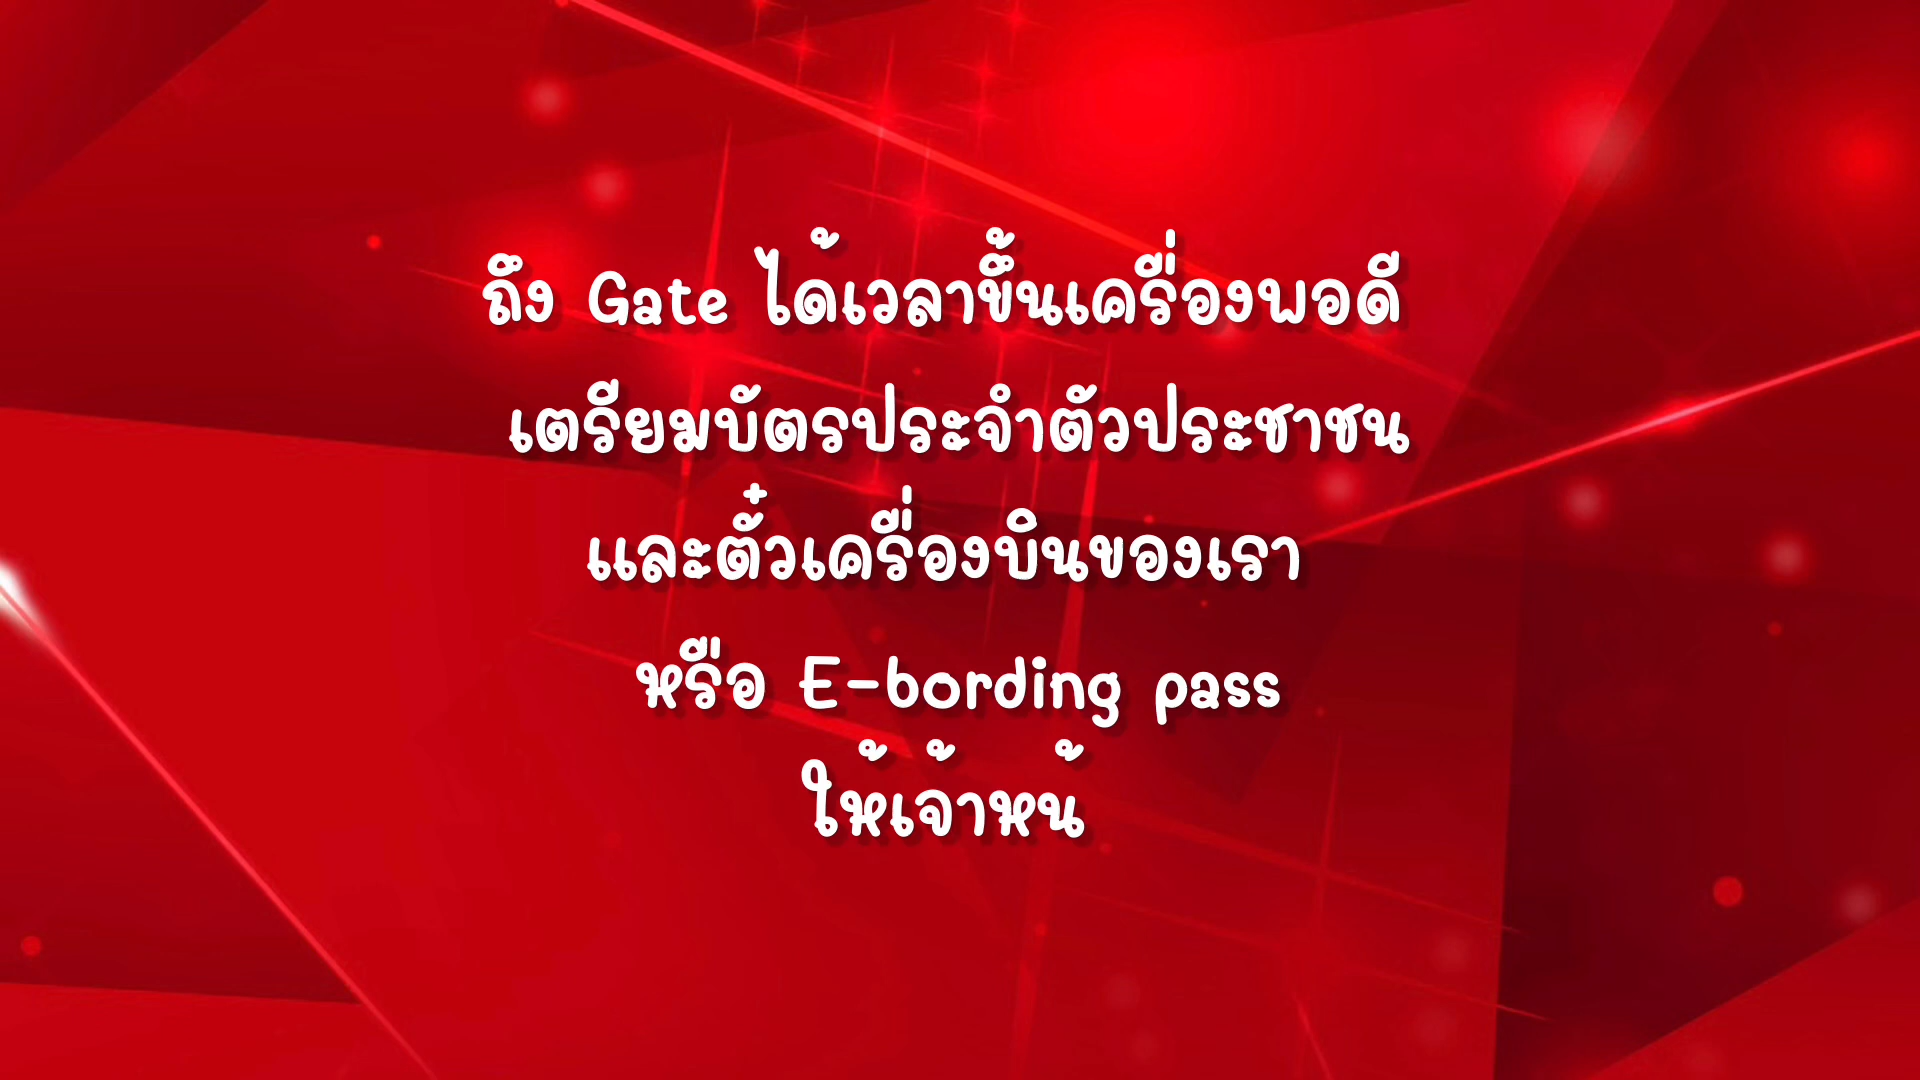 ถึง Gate ได้เวลาขึ้นเครื่องพอดี
เตรียมบัตรประจำตัวประชาชน
และตั๋วเครื่องบินของเรา
หรือ E-bording pass
ให้เจ้าหน้